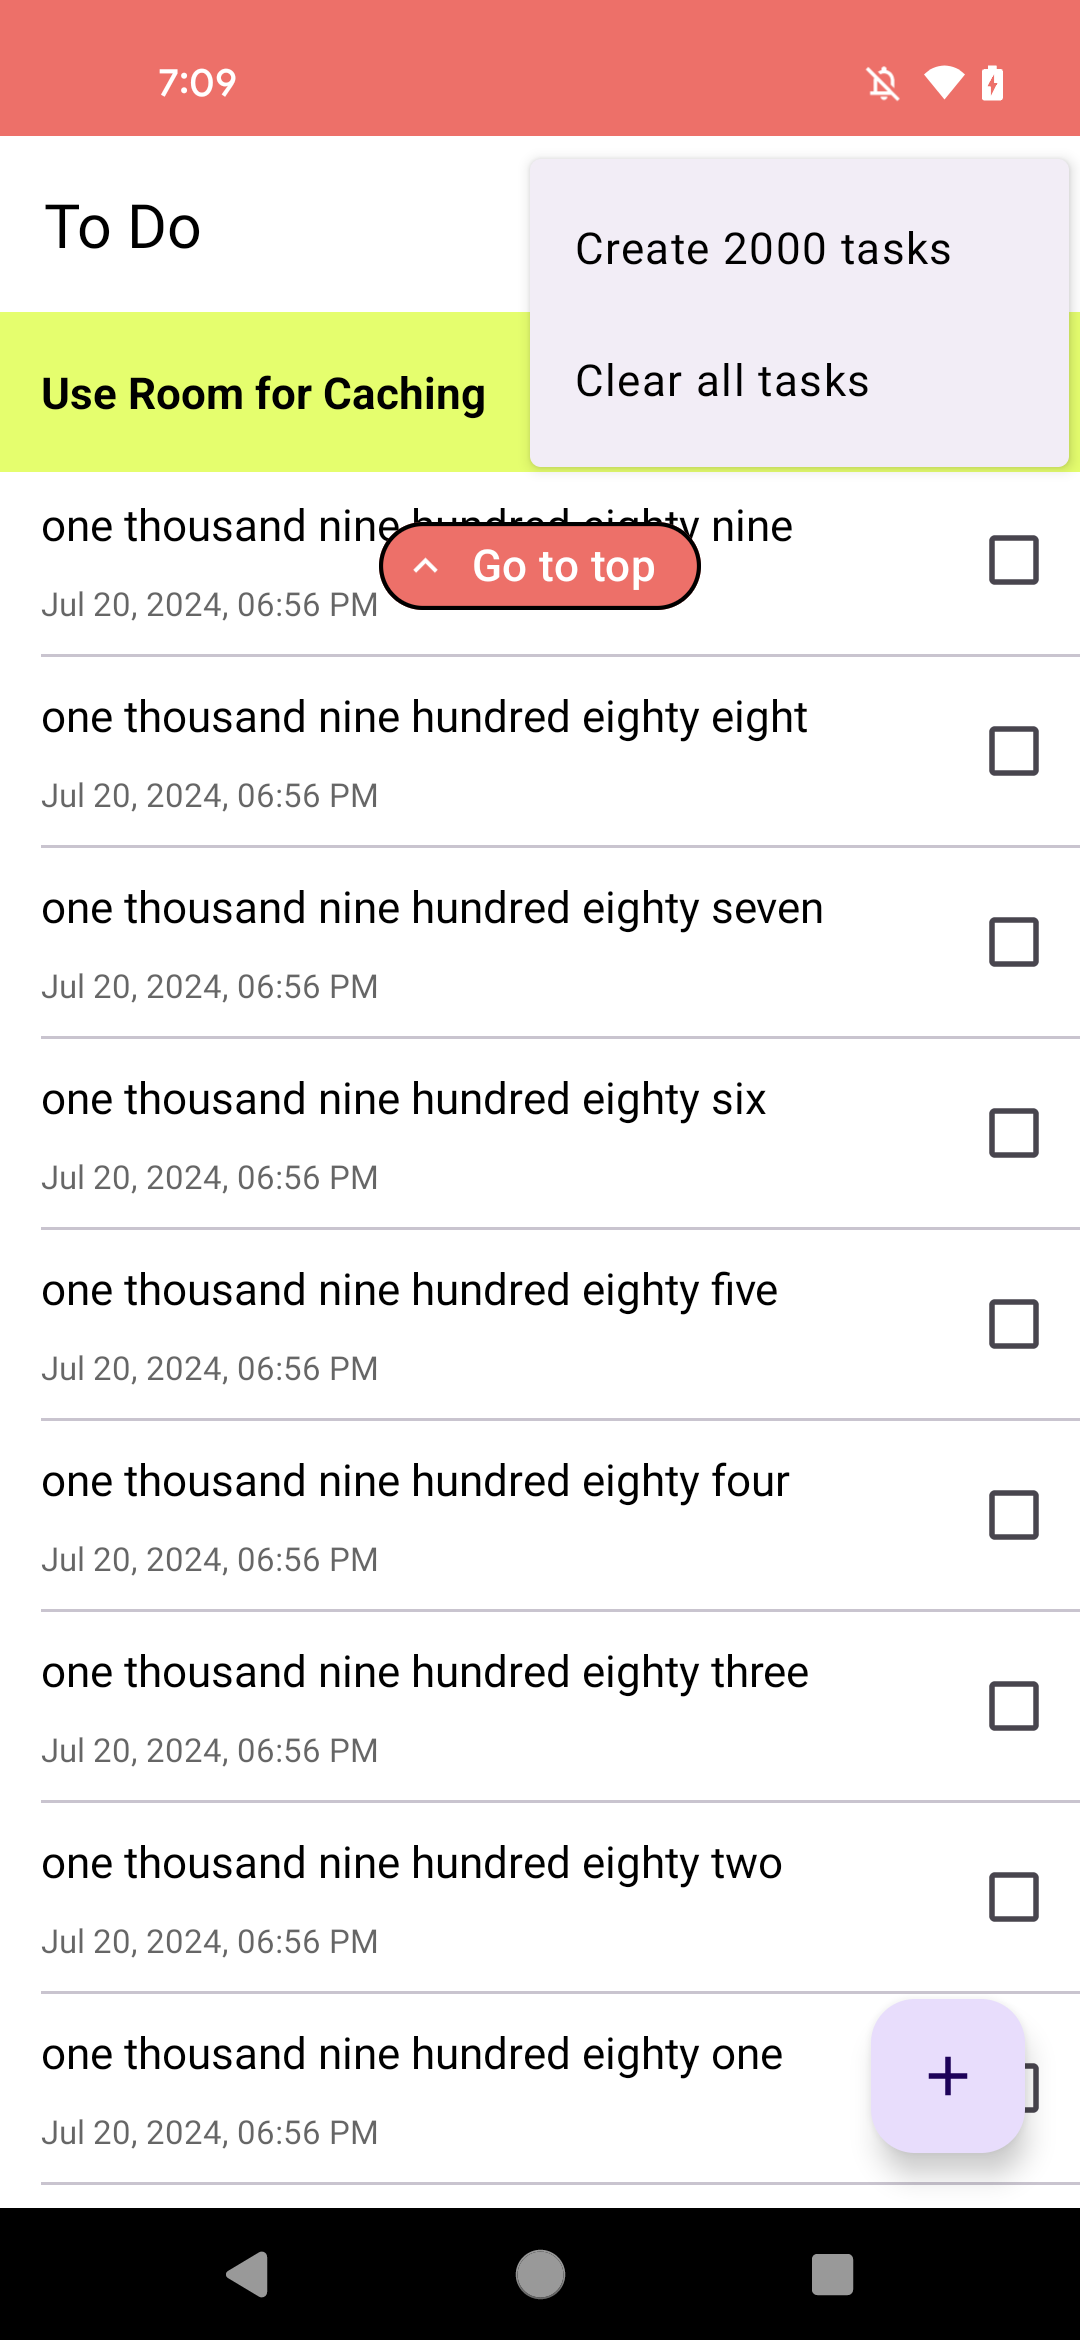 7:09
To Do
Create 2000 tasks
Clear all tasks
Use Room for Caching
one thousand nine hundred eighty nine
Go to top
Jul 20, 2024, 06:56 PM
one thousand nine hundred eighty eight
Jul 20, 2024, 06:56 PM
one thousand nine hundred eighty seven
Jul 20, 2024, 06:56 PM
one thousand nine hundred eighty six
Jul 20, 2024, 06:56 PM
one thousand nine hundred eighty five
Jul 20, 2024, 06:56 PM
one thousand nine hundred eighty four
Jul 20, 2024, 06:56 PM
one thousand nine hundred eighty three
Jul 20, 2024, 06:56 PM
one thousand nine hundred eighty two
Jul 20, 2024, 06:56 PM
one thousand nine hundred eighty one
Jul 20, 2024, 06:56 PM